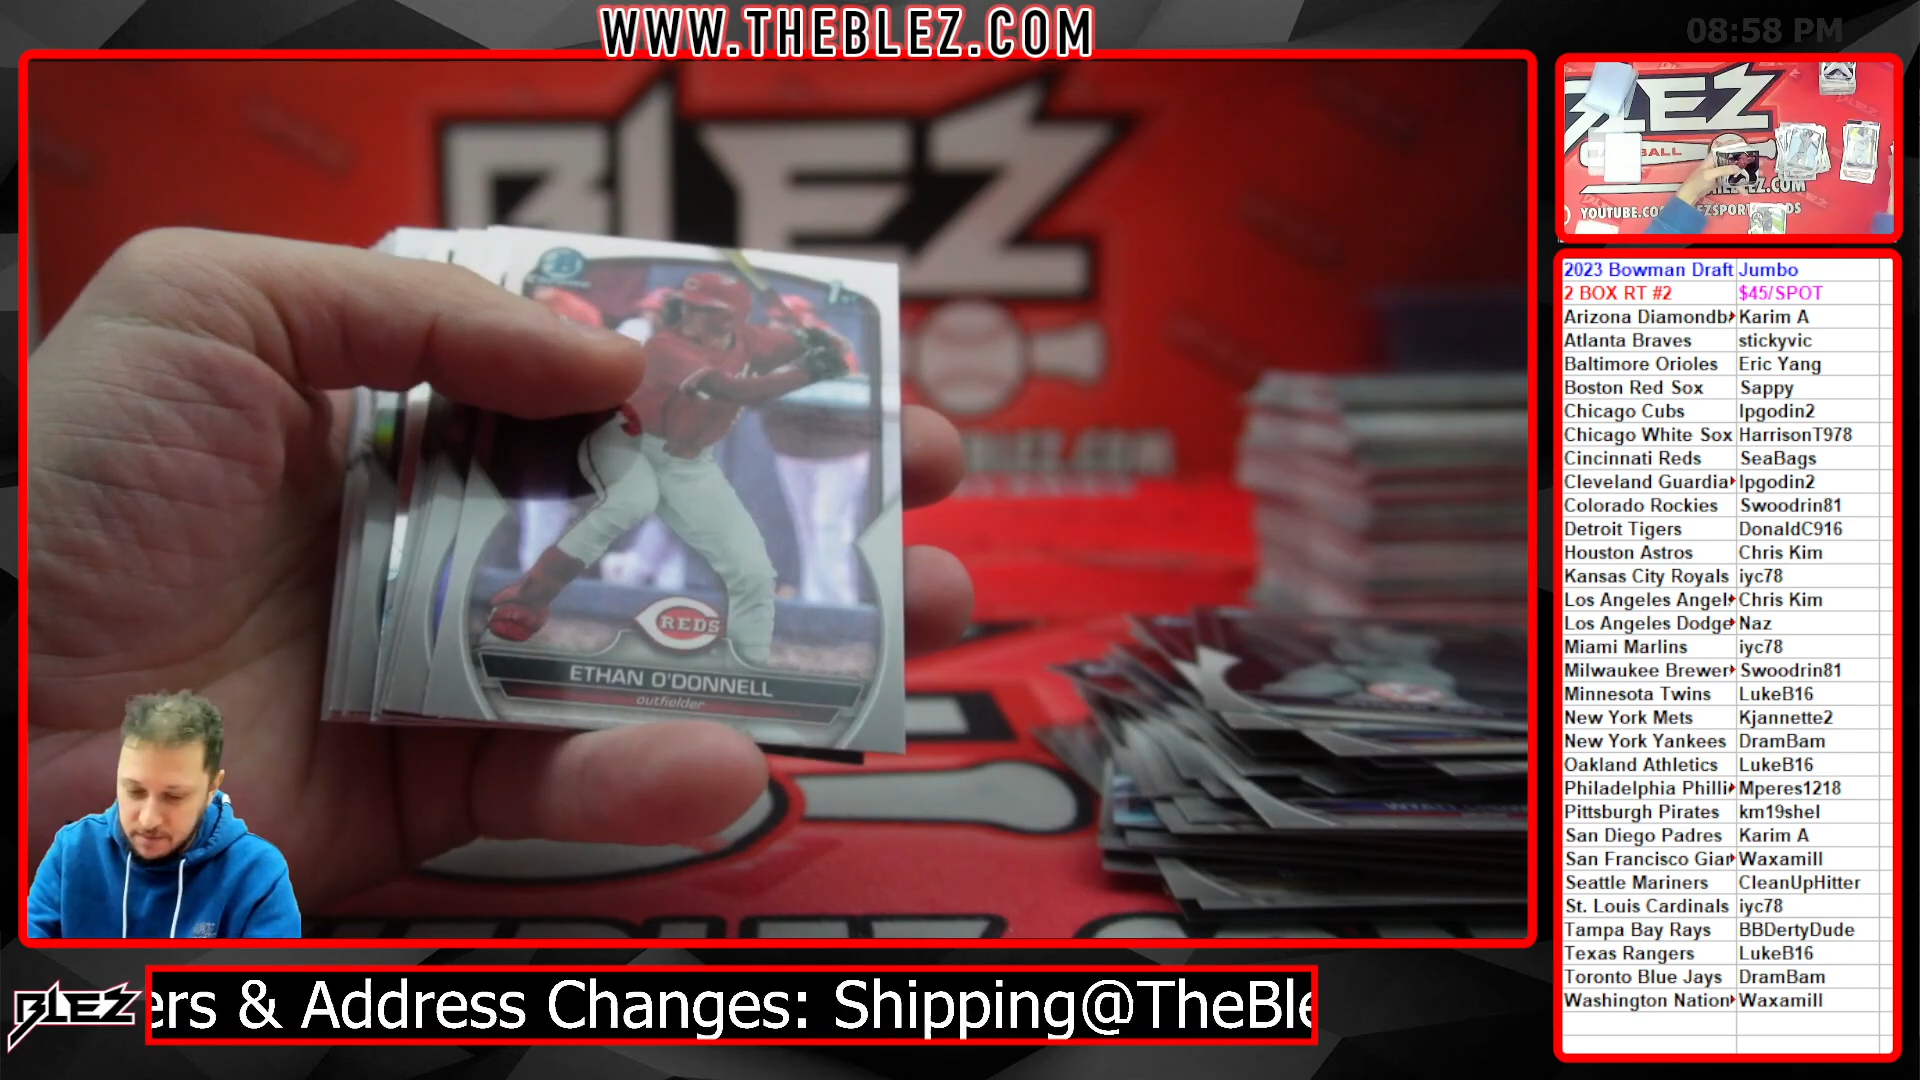 WWW.THEBLEZ.COM
08:58 PM
BLEZ
BLEZ
YOUTUBE.CO
1st
REDS
ETHAN O'DONNELL
outfielder
2023 Bowman Draft Jumbo
2 BOX RT #2 $45/SPOT
Arizona Diamondb Karim A
Atlanta Braves stickyvic
Baltimore Orioles Eric Yang
Boston Red Sox Sappy
Chicago Cubs lpgodin2
Chicago White Sox HarrisonT978
Cincinnati Reds SeaBags
Cleveland Guardia lpgodin2
Colorado Rockies Swoodrin81
Detroit Tigers DonaldC916
Houston Astros Chris Kim
Kansas City Royals iyc78
Los Angeles Angel Chris Kim
Los Angeles Dodge Naz
Miami Marlins iyc78
Milwaukee Brewer Swoodrin81
Minnesota Twins LukeB16
New York Mets Kjannette2
New York Yankees DramBam
Oakland Athletics LukeB16
Philadelphia Philli Mperes1218
Pittsburgh Pirates km19shel
San Diego Padres Karim A
San Francisco Gian Waxamill
Seattle Mariners CleanUpHitter
St. Louis Cardinals iyc78
Tampa Bay Rays BBDertyDude
Texas Rangers LukeB16
Toronto Blue Jays DramBam
Washington Nation Waxamill
BLEZ
ers & Address Changes: Shipping@TheBle